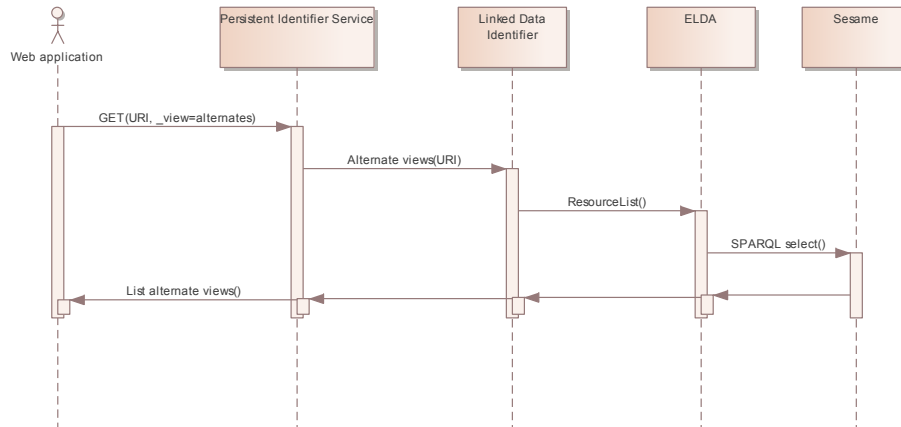 Persistent Identifier Service
Linked Data
Identifier
ELDA
Sesame
Web application
GET(URI, _view=alternates)
Alternate views(URI)
ResourceList()
SPARQL select()
List alternate views()